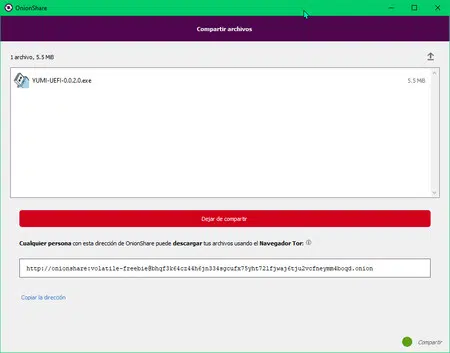 OnionShare
Compartir archivos
1 archivo, 5.5 MiB
YUMI-UEFI-0.0.2.0.exe 5.5 MiB
Dejar de compartir
Cualquier persona con esta dirección de OnionShare puede descargar tus archivos usando el Navegador Tor:
http://onionshare:volatile-freebie@bhqf3k64cz44h6jn334sgcufx75yht72lfjwaj6tju2vcfneymm4boqd.onion
Copiar la dirección
Compartir